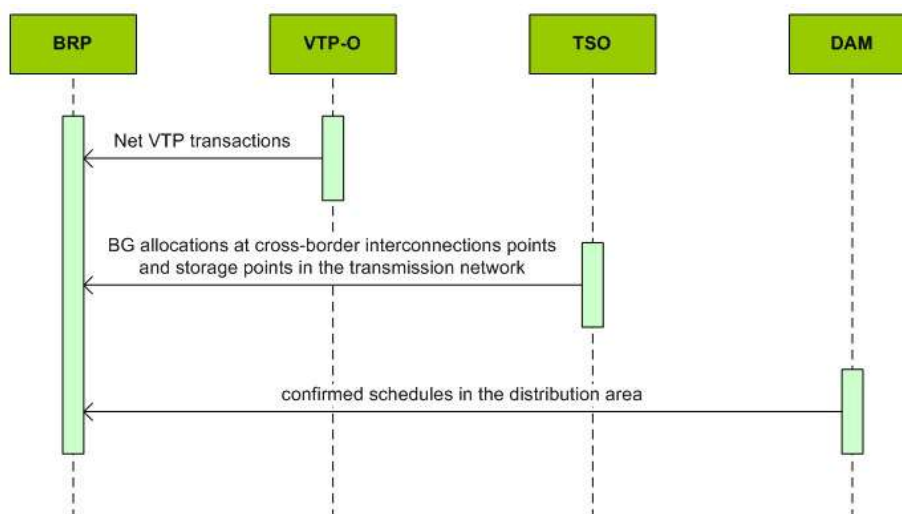 BRP
VTP-O
TSO
DAM
Net VTP transactions
BG allocations at cross-border interconnections points
and storage points in the transmission network
confirmed schedules in the distribution area